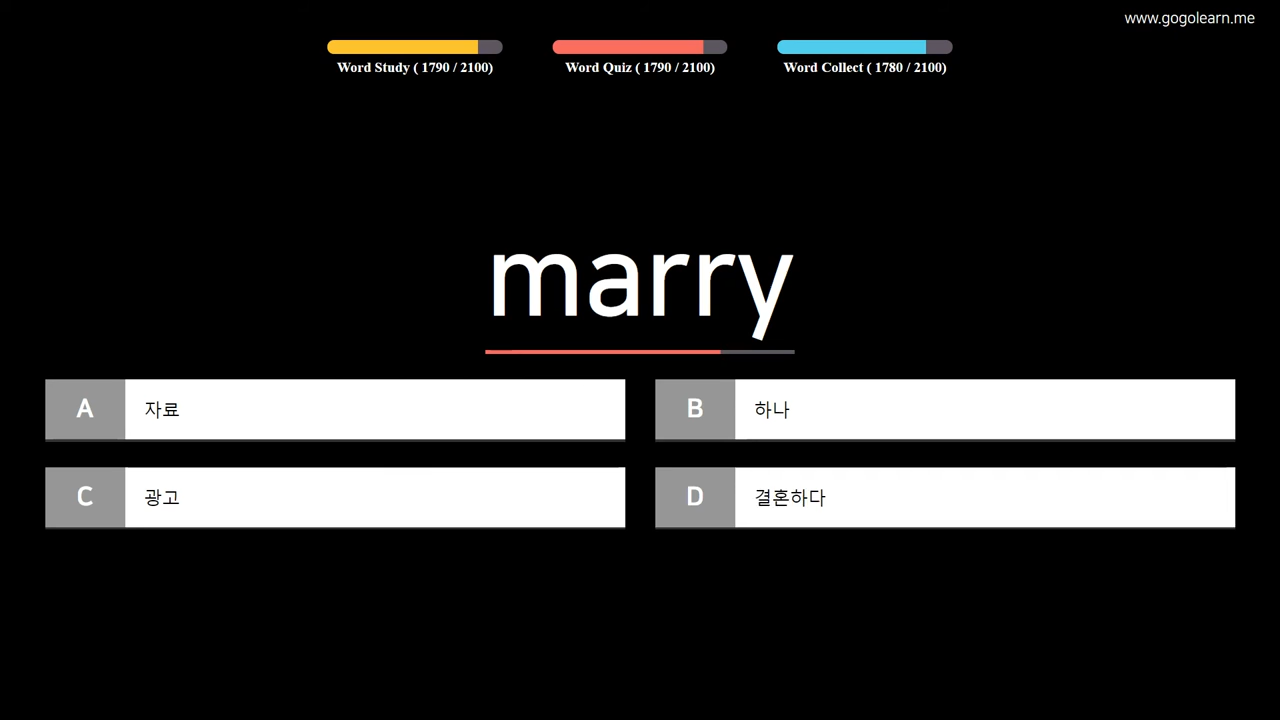 www.gogolearn.me
Word Study ( 1790 / 2100)
Word Quiz ( 1790 / 2100)
Word Collect ( 1780 / 2100)
marry
A 자료
B 하나
C 광고
D 결혼하다